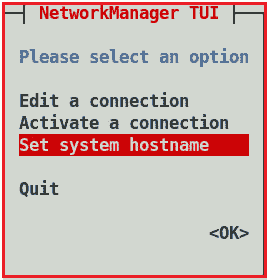 NetworkManager TUI
Please select an option
Edit a connection
Activate a connection
Set system hostname
Quit
<OK>